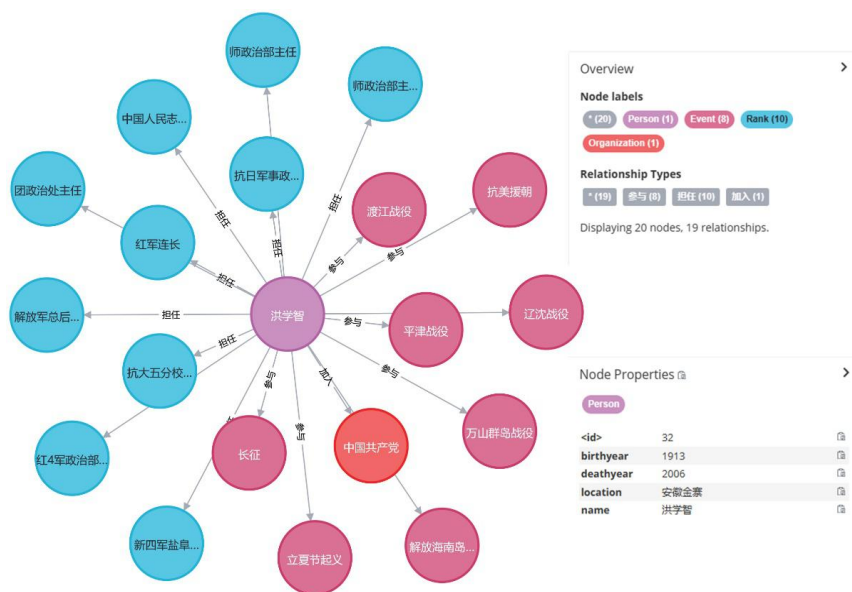 师政治部主任
师政治部主...
中国人民志...
抗日军事政...
团政治处主任
抗美援朝
渡江战役
担任
担任
红军连长
担任
参与
参与
担任
解放军总后...
担任
洪学智
参与
平津战役
辽沈战役
抗大五分校...
担任
参与
加入
参与
红4军政治部...
长征
参与
中国共产党
万山群岛战役
新四军盐阜...
立夏节起义
解放海南岛...
Overview
Node labels
* (20) Person (1) Event (8) Rank (10)
Organization (1)
Relationship Types
* (19) 参与 (8) 担任 (10) 加入 (1)
Displaying 20 nodes, 19 relationships.
Node Properties
Person
<id> 32
birthyear 1913
deathyear 2006
location 安徽金寨
name 洪学智